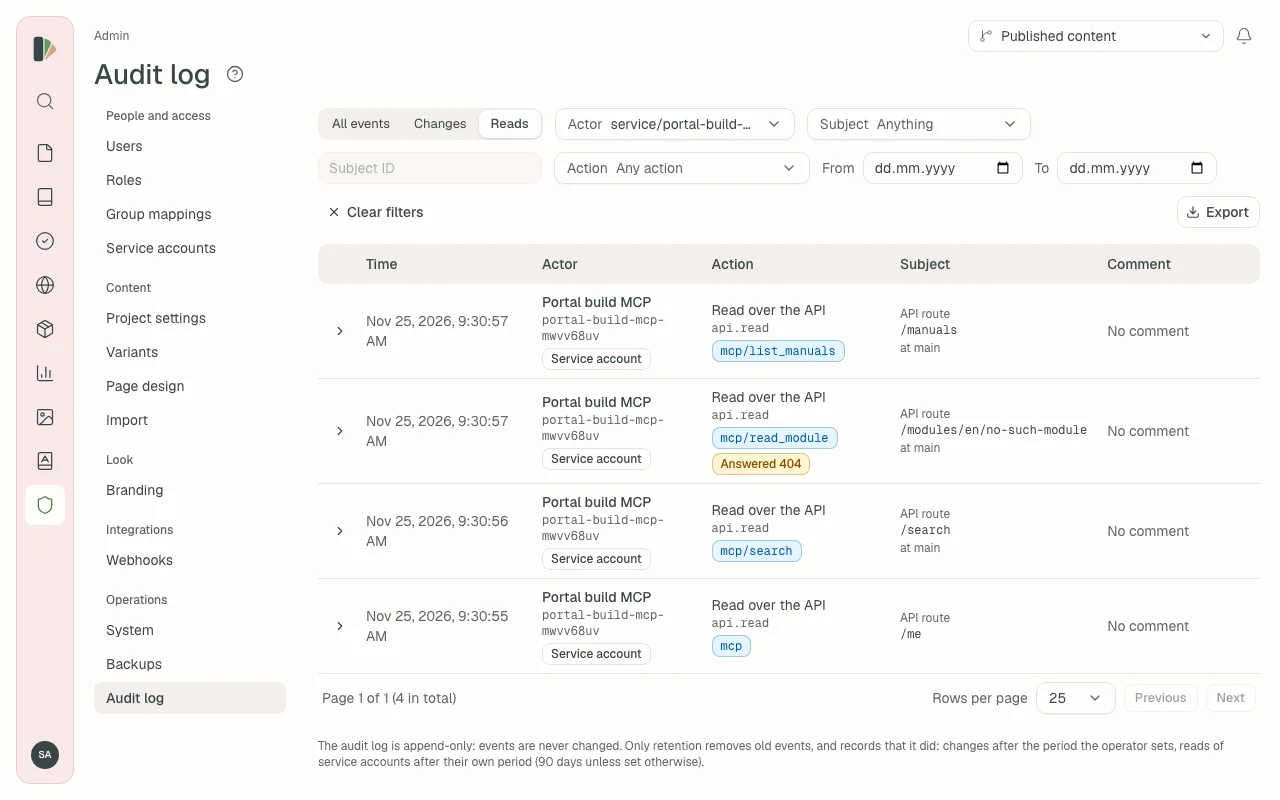 Admin
Published content
Audit log
People and access
Users
Roles
Group mappings
Service accounts
Content
Project settings
Variants
Page design
Import
Look
Branding
Integrations
Webhooks
Operations
System
Backups
Audit log
SA
All events
Changes
Reads
Actor service/portal-build-...
Subject Anything
Subject ID
Action Any action
From dd.mm.yyyy
To dd.mm.yyyy
Clear filters
Export
Time
Actor
Action
Subject
Comment
Nov 25, 2026, 9:30:57
AM
Portal build MCP
portal-build-mcp-
mwvv68uv
Service account
Read over the API
api.read
mcp/list_manuals
API route
/manuals
at main
No comment
Nov 25, 2026, 9:30:57
AM
Portal build MCP
portal-build-mcp-
mwvv68uv
Service account
Read over the API
api.read
mcp/read_module
Answered 404
API route
/modules/en/no-such-module
at main
No comment
Nov 25, 2026, 9:30:56
AM
Portal build MCP
portal-build-mcp-
mwvv68uv
Service account
Read over the API
api.read
mcp/search
API route
/search
at main
No comment
Nov 25, 2026, 9:30:55
AM
Portal build MCP
portal-build-mcp-
mwvv68uv
Service account
Read over the API
api.read
mcp
API route
/me
No comment
Page 1 of 1 (4 in total)
Rows per page 25
Previous
Next
The audit log is append-only: events are never changed. Only retention removes old events, and records that it did: changes after the period the operator sets, reads of
service accounts after their own period (90 days unless set otherwise).